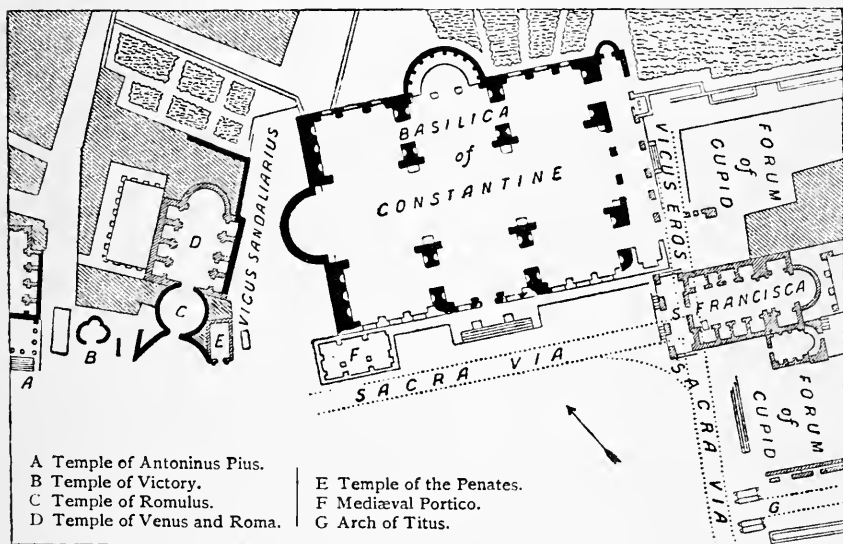 BASILICA
of
CONSTANTINE
VICUS SANDALIARIUS
VICUS EROS
FORUM
of
CUPID
S. FRANCISCA
FORUM
of
CUPID
SACRA VIA
SACRA VIA
A
B
C
D
E
F
G
A Temple of Antoninus Pius.
B Temple of Victory.
C Temple of Romulus.
D Temple of Venus and Roma.
E Temple of the Penates.
F Mediæval Portico.
G Arch of Titus.